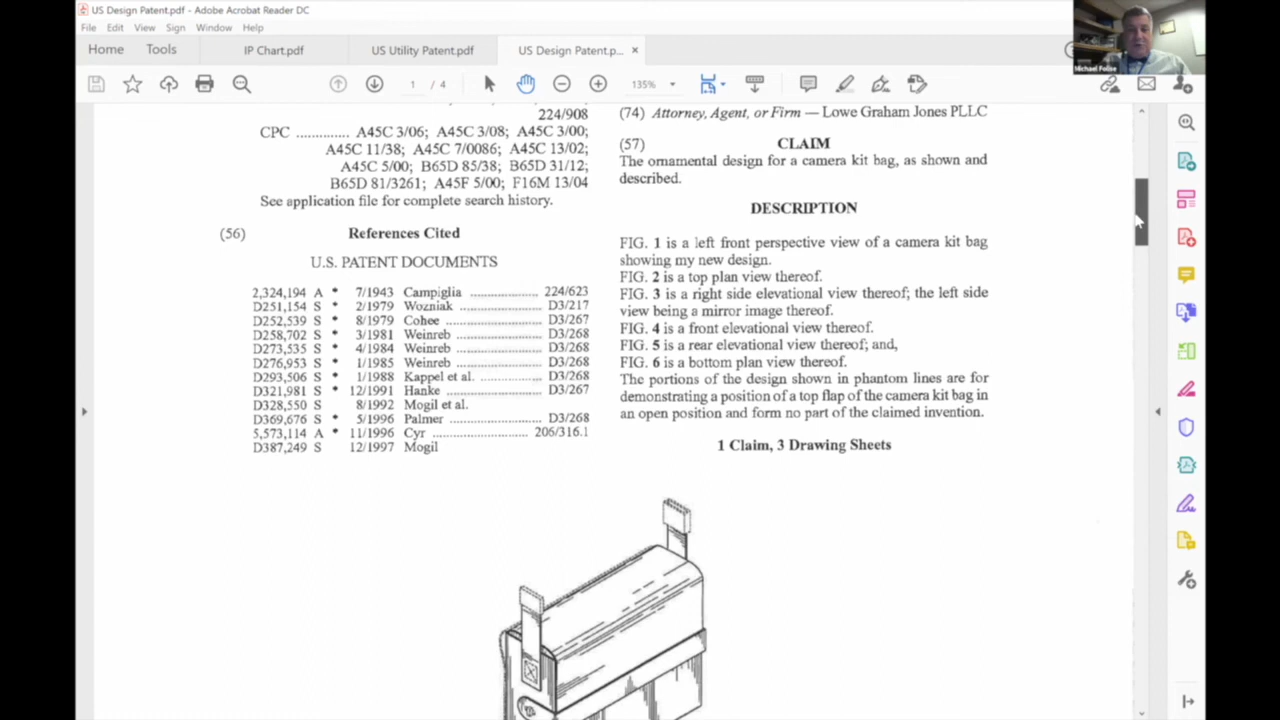 US Design Patent.pdf - Adobe Acrobat Reader DC
File Edit View Sign Window Help
Home Tools IP Chart.pdf US Utility Patent.pdf US Design Patent.p... ×
/ 4 135%
224/908
CPC ............. A45C 3/06; A45C 3/08; A45C 3/00;
A45C 11/38; A45C 7/0086; A45C 13/02;
A45C 5/00; B65D 85/38; B65D 31/12;
B65D 81/3261; A45F 5/00; F16M 13/04
See application file for complete search history.
(56) References Cited
U.S. PATENT DOCUMENTS
2,324,194 A * 7/1943 Campiglia .................... 224/623
D251,154 S * 2/1979 Wozniak ....................... D3/217
D252,539 S * 8/1979 Cohee ........................... D3/267
D258,702 S * 3/1981 Weinreb ........................ D3/268
D273,535 S * 4/1984 Weinreb ........................ D3/268
D276,953 S * 1/1985 Weinreb ........................ D3/268
D293,506 S * 1/1988 Kappel et al. ................. D3/268
D321,981 S * 12/1991 Hanke ........................... D3/267
D328,550 S 8/1992 Mogil et al.
D369,676 S * 5/1996 Palmer .......................... D3/268
5,573,114 A * 11/1996 Cyr ............................ 206/316.1
D387,249 S 12/1997 Mogil
(74) Attorney, Agent, or Firm — Lowe Graham Jones PLLC
(57) CLAIM
The ornamental design for a camera kit bag, as shown and
described.
DESCRIPTION
FIG. 1 is a left front perspective view of a camera kit bag
showing my new design.
FIG. 2 is a top plan view thereof.
FIG. 3 is a right side elevational view thereof; the left side
view being a mirror image thereof.
FIG. 4 is a front elevational view thereof.
FIG. 5 is a rear elevational view thereof; and,
FIG. 6 is a bottom plan view thereof.
The portions of the design shown in phantom lines are for
demonstrating a position of a top flap of the camera kit bag in
an open position and form no part of the claimed invention.
1 Claim, 3 Drawing Sheets